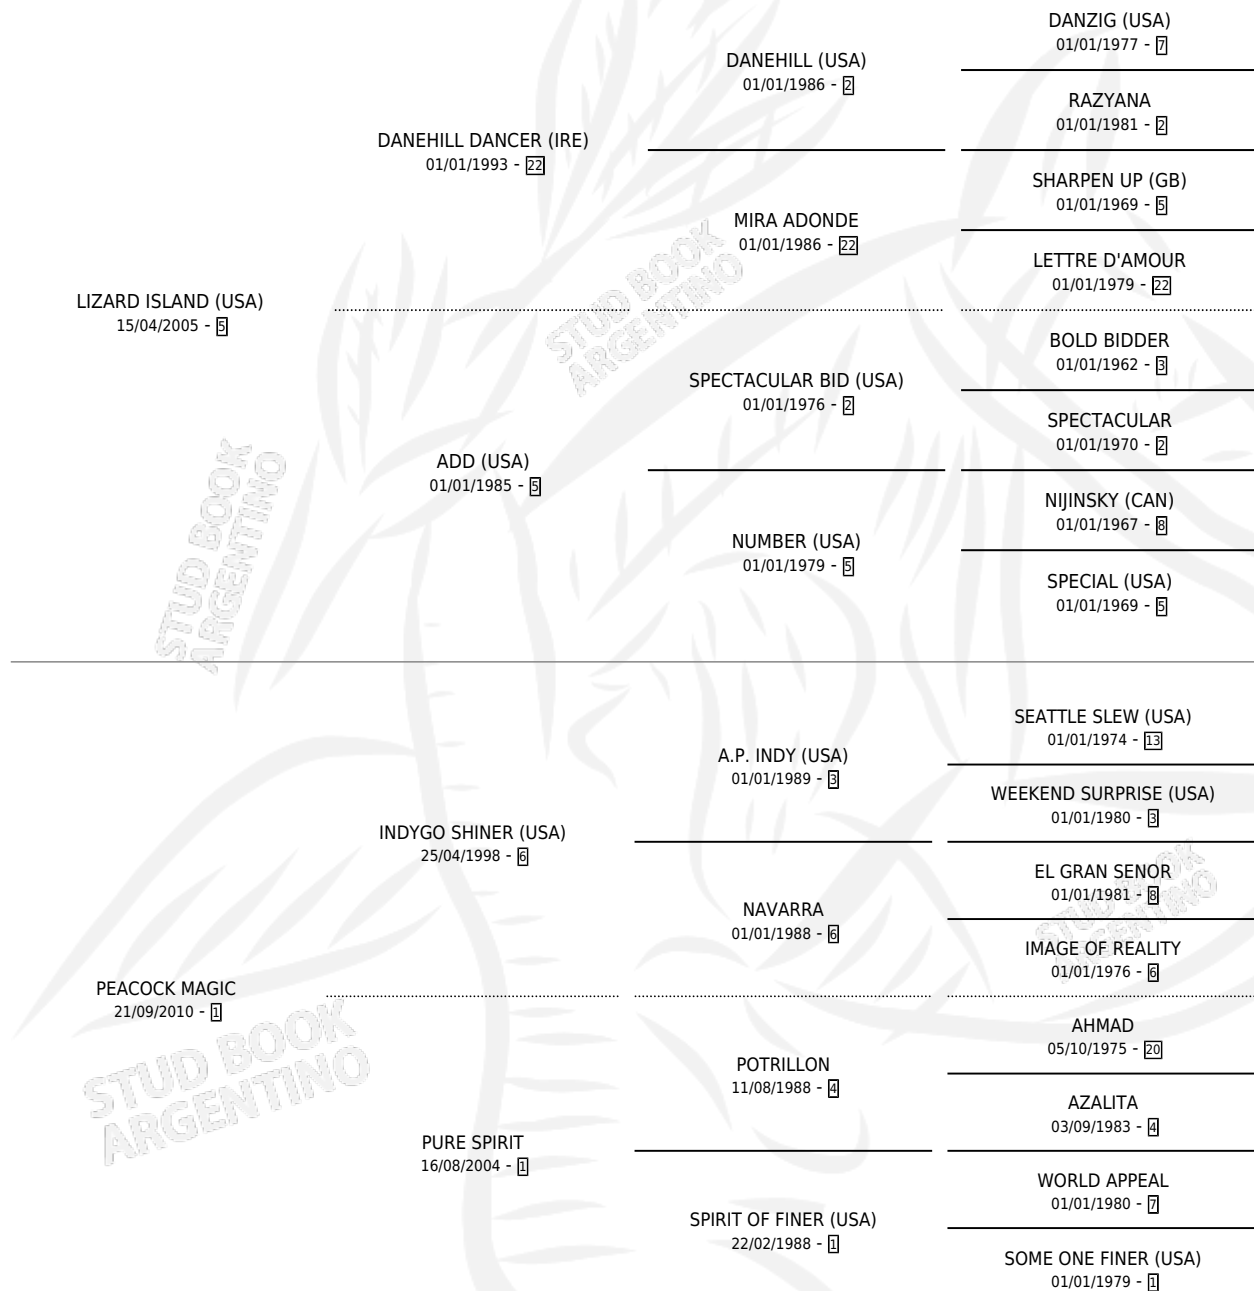 DANZIG (USA)
01/01/1977 - 7
DANEHILL (USA)
01/01/1986 - 2
RAZYANA
01/01/1981 - 2
DANEHILL DANCER (IRE)
01/01/1993 - 22
SHARPEN UP (GB)
01/01/1969 - 5
MIRA ADONDE
01/01/1986 - 22
LETTRE D'AMOUR
01/01/1979 - 22
LIZARD ISLAND (USA)
15/04/2005 - 5
BOLD BIDDER
01/01/1962 - 3
SPECTACULAR BID (USA)
01/01/1976 - 2
SPECTACULAR
01/01/1970 - 2
ADD (USA)
01/01/1985 - 5
NIJINSKY (CAN)
01/01/1967 - 8
NUMBER (USA)
01/01/1979 - 5
SPECIAL (USA)
01/01/1969 - 5
SEATTLE SLEW (USA)
01/01/1974 - 13
A.P. INDY (USA)
01/01/1989 - 3
WEEKEND SURPRISE (USA)
01/01/1980 - 3
INDYGO SHINER (USA)
25/04/1998 - 6
EL GRAN SENOR
01/01/1981 - 8
NAVARRA
01/01/1988 - 6
IMAGE OF REALITY
01/01/1976 - 6
PEACOCK MAGIC
21/09/2010 - 1
AHMAD
05/10/1975 - 20
POTRILLON
11/08/1988 - 4
AZALITA
03/09/1983 - 4
PURE SPIRIT
16/08/2004 - 1
WORLD APPEAL
01/01/1980 - 7
SPIRIT OF FINER (USA)
22/02/1988 - 1
SOME ONE FINER (USA)
01/01/1979 - 1
STUD BOOK
ARGENTINO
STUD BOOK
ARGENTINO
STUD BOOK
ARGENTINO
STUD BOOK
ARGENTINO